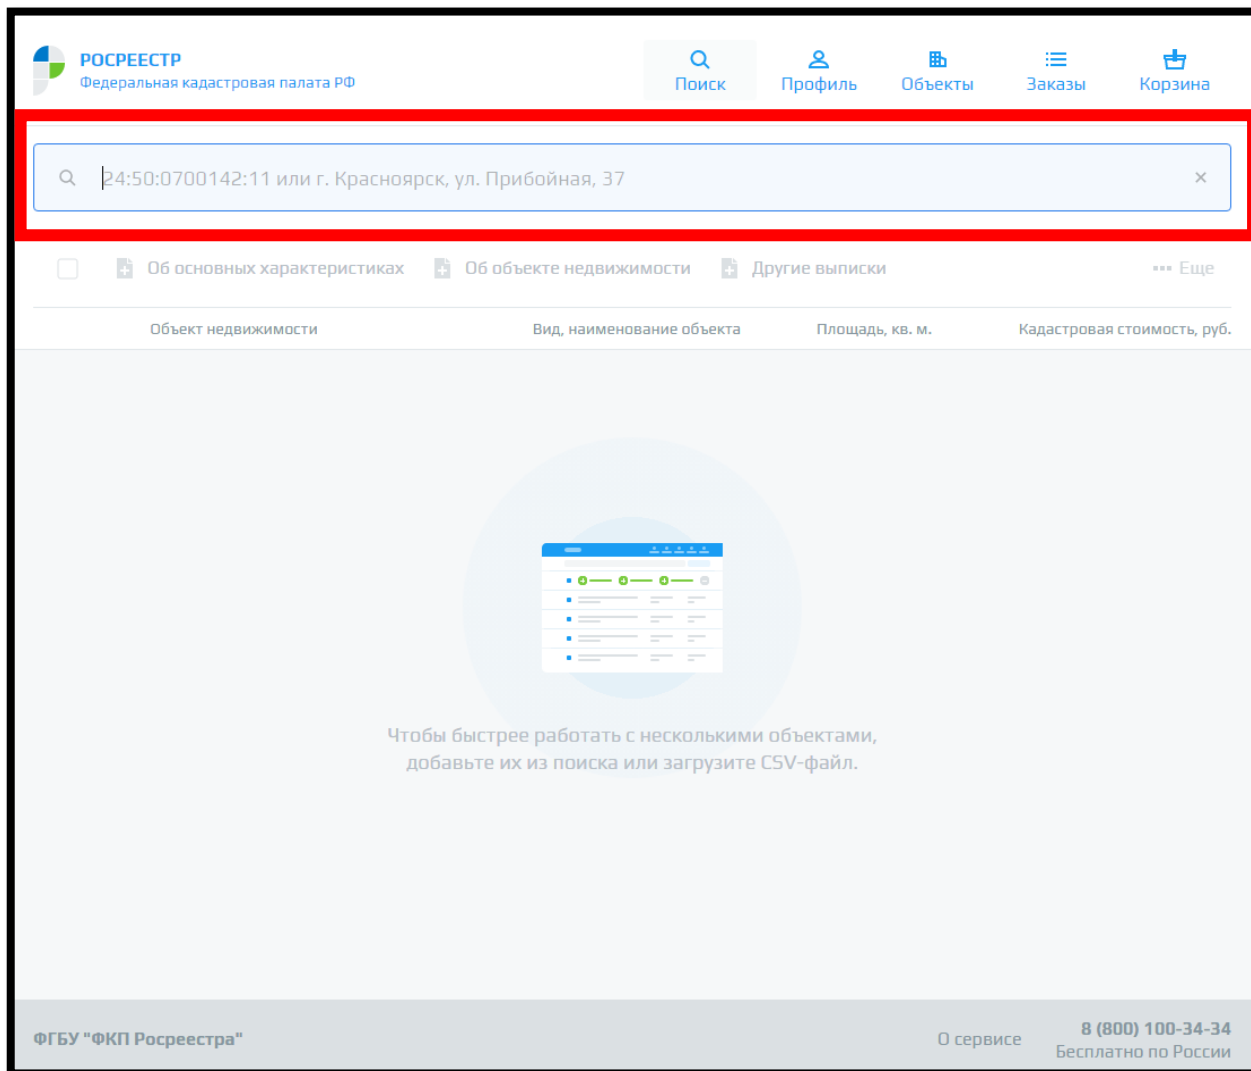 РОСРЕЕСТР
Федеральная кадастровая палата РФ
Поиск
Профиль
Объекты
Заказы
Корзина
24:50:0700142:11 или г. Красноярск, ул. Прибойная, 37
Об основных характеристиках
Об объекте недвижимости
Другие выписки
Еще
Объект недвижимости
Вид, наименование объекта
Площадь, кв. м.
Кадастровая стоимость, руб.
Чтобы быстрее работать с несколькими объектами,
добавьте их из поиска или загрузите CSV-файл.
ФГБУ "ФКП Росреестра"
О сервисе
8 (800) 100-34-34
Бесплатно по России